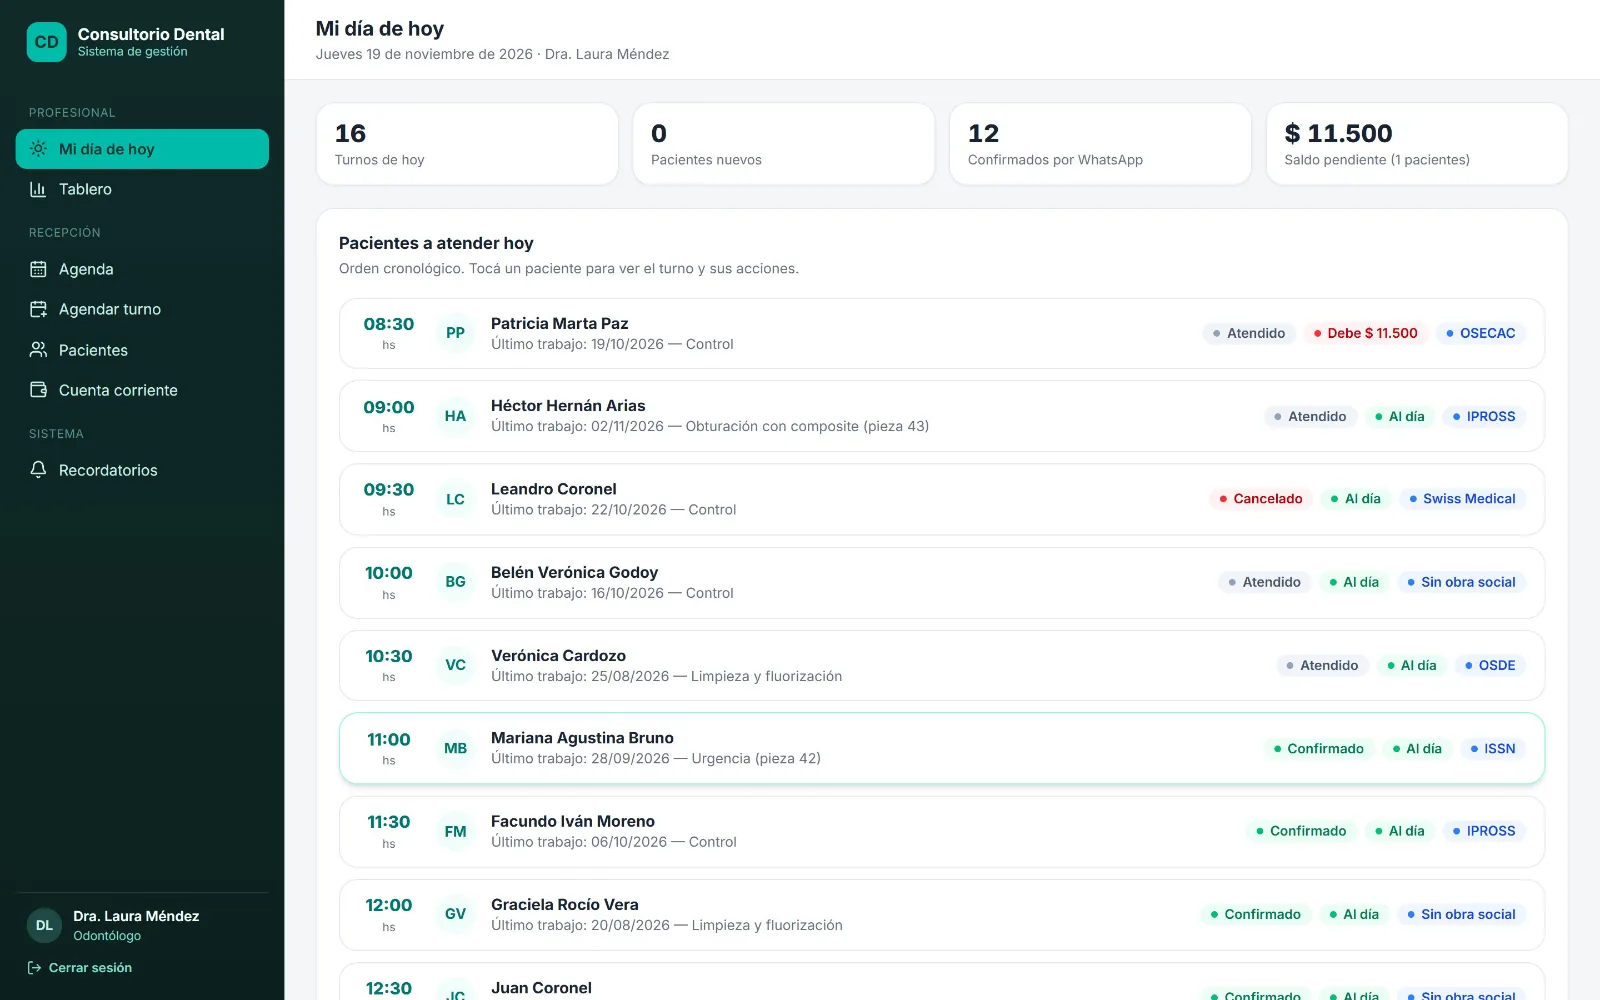 CD
Consultorio Dental
Sistema de gestión
PROFESIONAL
Mi día de hoy
Tablero
RECEPCIÓN
Agenda
Agendar turno
Pacientes
Cuenta corriente
SISTEMA
Recordatorios
DL
Dra. Laura Méndez
Odontólogo
Cerrar sesión
Mi día de hoy
Jueves 19 de noviembre de 2026 · Dra. Laura Méndez
16
Turnos de hoy
0
Pacientes nuevos
12
Confirmados por WhatsApp
$ 11.500
Saldo pendiente (1 pacientes)
Pacientes a atender hoy
Orden cronológico. Tocá un paciente para ver el turno y sus acciones.
08:30 hs
PP
Patricia Marta Paz
Último trabajo: 19/10/2026 — Control
Atendido
Debe $ 11.500
OSECAC
09:00 hs
HA
Héctor Hernán Arias
Último trabajo: 02/11/2026 — Obturación con composite (pieza 43)
Atendido
Al día
IPROSS
09:30 hs
LC
Leandro Coronel
Último trabajo: 22/10/2026 — Control
Cancelado
Al día
Swiss Medical
10:00 hs
BG
Belén Verónica Godoy
Último trabajo: 16/10/2026 — Control
Atendido
Al día
Sin obra social
10:30 hs
VC
Verónica Cardozo
Último trabajo: 25/08/2026 — Limpieza y fluorización
Atendido
Al día
OSDE
11:00 hs
MB
Mariana Agustina Bruno
Último trabajo: 28/09/2026 — Urgencia (pieza 42)
Confirmado
Al día
ISSN
11:30 hs
FM
Facundo Iván Moreno
Último trabajo: 06/10/2026 — Control
Confirmado
Al día
IPROSS
12:00 hs
GV
Graciela Rocío Vera
Último trabajo: 20/08/2026 — Limpieza y fluorización
Confirmado
Al día
Sin obra social
12:30
JC
Juan Coronel
Confirmado
Al día
Sin obra social